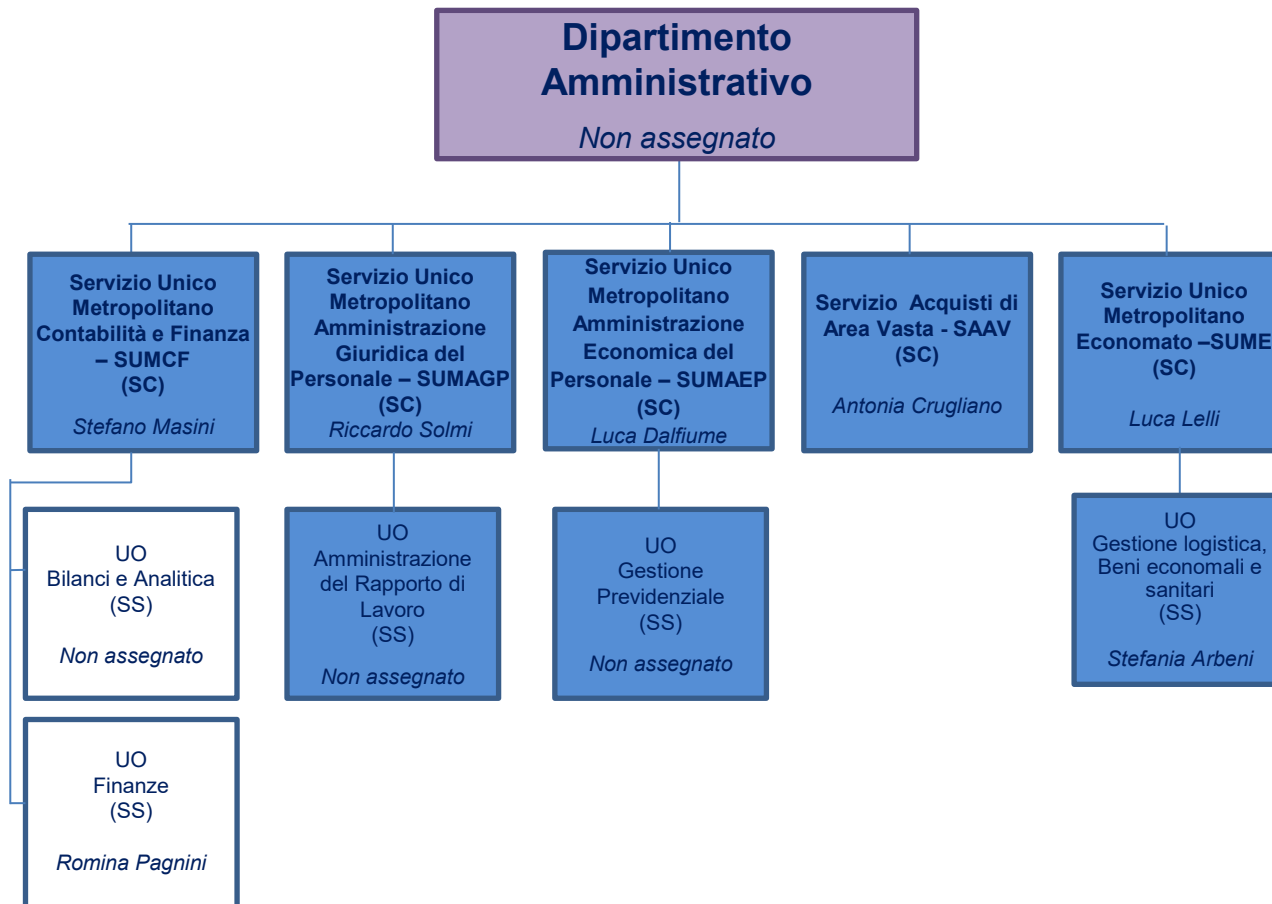 Dipartimento
Amministrativo
Non assegnato
Servizio Unico
Metropolitano
Contabilità e Finanza
– SUMCF
(SC)
Stefano Masini
Servizio Unico
Metropolitano
Amministrazione
Giuridica del
Personale – SUMAGP
(SC)
Riccardo Solmi
Servizio Unico
Metropolitano
Amministrazione
Economica del
Personale – SUMAEP
(SC)
Luca Dalfiume
Servizio Acquisti di
Area Vasta - SAAV
(SC)
Antonia Crugliano
Servizio Unico
Metropolitano
Economato –SUME
(SC)
Luca Lelli
UO
Bilanci e Analitica
(SS)
Non assegnato
UO
Amministrazione
del Rapporto di
Lavoro
(SS)
Non assegnato
UO
Gestione
Previdenziale
(SS)
Non assegnato
UO
Gestione logistica,
Beni economali e
sanitari
(SS)
Stefania Arbeni
UO
Finanze
(SS)
Romina Pagnini